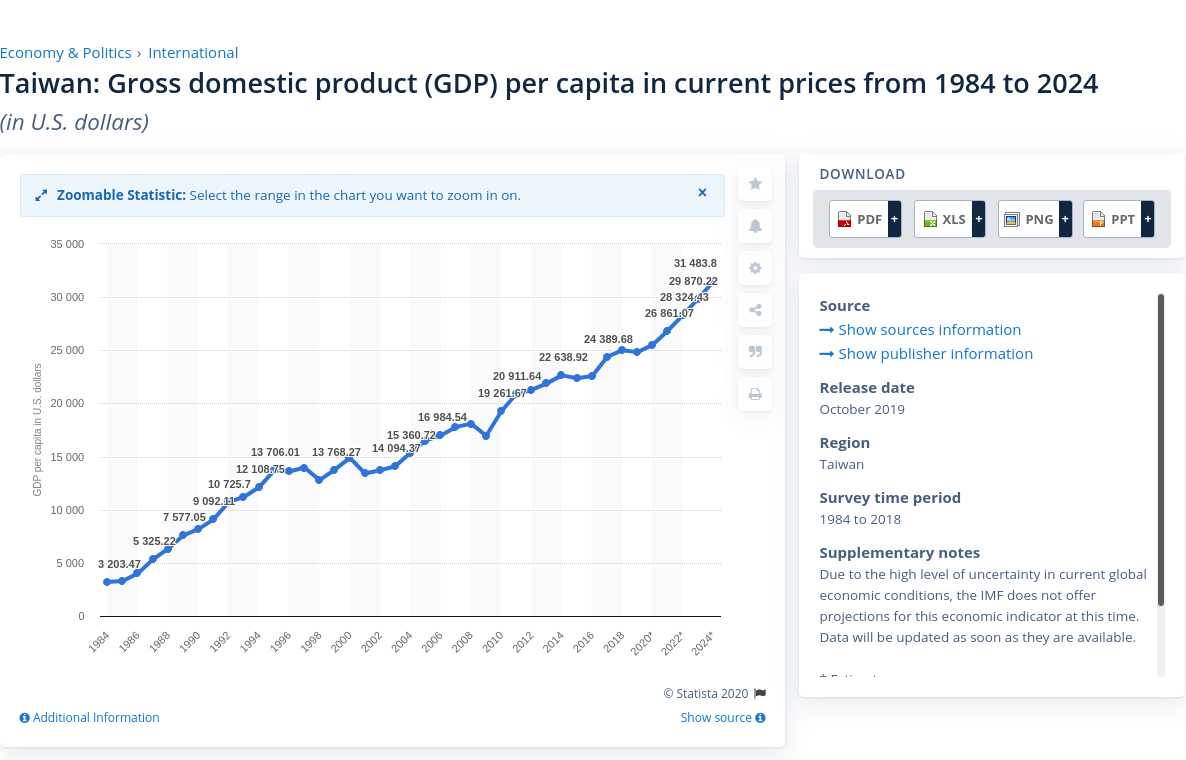 Economy & Politics › International
Taiwan: Gross domestic product (GDP) per capita in current prices from 1984 to 2024
(in U.S. dollars)
Zoomable Statistic: Select the range in the chart you want to zoom in on. ×
35 000
30 000
25 000
20 000
15 000
10 000
5 000
0
GDP per capita in U.S. dollars
3 203.47
5 325.22
7 577.05
9 092.11
10 725.7
12 108.75
13 706.01
13 768.27
14 094.37
15 360.72
16 984.54
19 261.67
20 911.64
22 638.92
24 389.68
26 861.07
28 324.43
29 870.22
31 483.8
1984
1986
1988
1990
1992
1994
1996
1998
2000
2002
2004
2006
2008
2010
2012
2014
2016
2018
2020*
2022*
2024*
© Statista 2020
Additional Information
Show source
DOWNLOAD
PDF +
XLS +
PNG +
PPT +
Source
Show sources information
Show publisher information
Release date
October 2019
Region
Taiwan
Survey time period
1984 to 2018
Supplementary notes
Due to the high level of uncertainty in current global
economic conditions, the IMF does not offer
projections for this economic indicator at this time.
Data will be updated as soon as they are available.